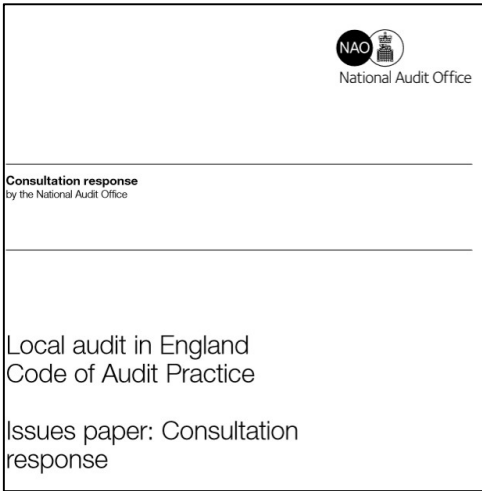 NAO
National Audit Office
Consultation response
by the National Audit Office
Local audit in England
Code of Audit Practice
Issues paper: Consultation
response